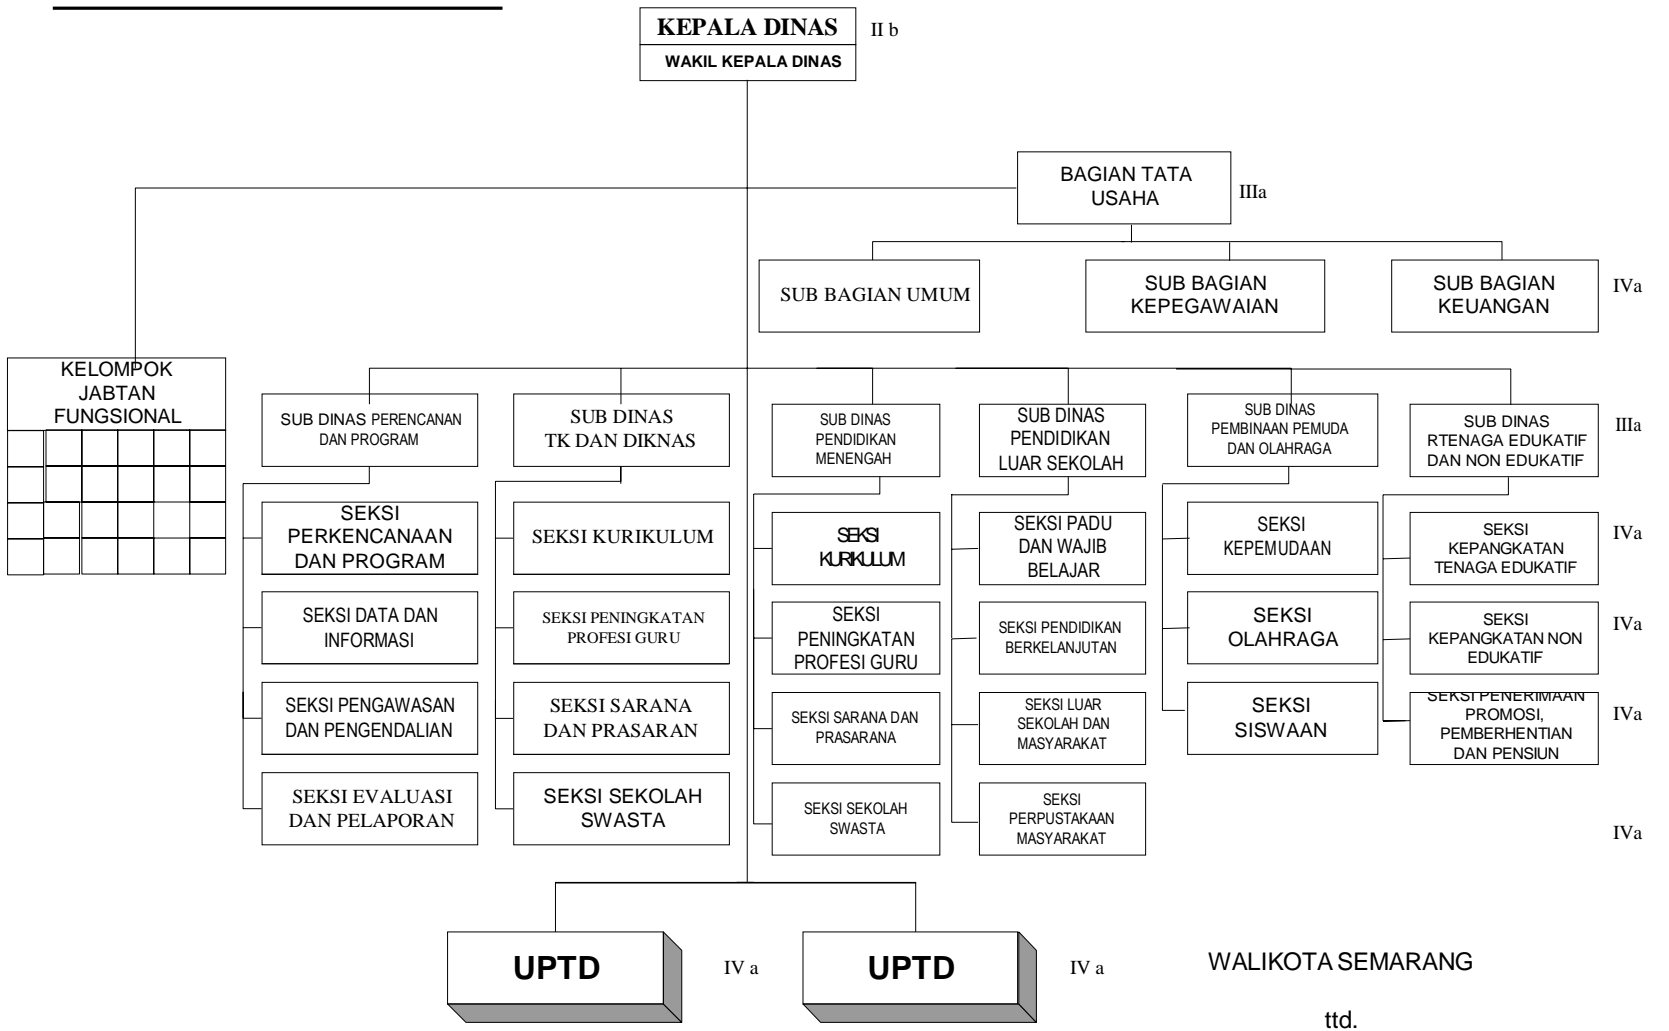 KEPALA DINAS
II b
WAKIL KEPALA DINAS
BAGIAN TATA
USAHA
IIIa
SUB BAGIAN UMUM
SUB BAGIAN
KEPEGAWAIAN
SUB BAGIAN
KEUANGAN
IVa
KELOMPOK
JABTAN
FUNGSIONAL
SUB DINAS PERENCANAN
DAN PROGRAM
SUB DINAS
TK DAN DIKNAS
SUB DINAS
PENDIDIKAN
MENENGAH
SUB DINAS
PENDIDIKAN
LUAR SEKOLAH
SUB DINAS
PEMBINAAN PEMUDA
DAN OLAHRAGA
SUB DINAS
RTENAGA EDUKATIF
DAN NON EDUKATIF
IIIa
SEKSI
PERKENCANAAN
DAN PROGRAM
SEKSI KURIKULUM
SEKSI
KURIKULUM
SEKSI PADU
DAN WAJIB
BELAJAR
SEKSI
KEPEMUDAAN
SEKSI
KEPANGKATAN
TENAGA EDUKATIF
IVa
SEKSI DATA DAN
INFORMASI
SEKSI PENINGKATAN
PROFESI GURU
SEKSI
PENINGKATAN
PROFESI GURU
SEKSI PENDIDIKAN
BERKELANJUTAN
SEKSI
OLAHRAGA
SEKSI
KEPANGKATAN NON
EDUKATIF
IVa
SEKSI PENGAWASAN
DAN PENGENDALIAN
SEKSI SARANA
DAN PRASARAN
SEKSI SARANA DAN
PRASARANA
SEKSI LUAR
SEKOLAH DAN
MASYARAKAT
SEKSI
SISWAAN
SEKSI PENERIMAAN
PROMOSI,
PEMBERHENTIAN
DAN PENSIUN
IVa
SEKSI EVALUASI
DAN PELAPORAN
SEKSI SEKOLAH
SWASTA
SEKSI SEKOLAH
SWASTA
SEKSI
PERPUSTAKAAN
MASYARAKAT
IVa
UPTD
IV a
UPTD
IV a
WALIKOTA SEMARANG
ttd.